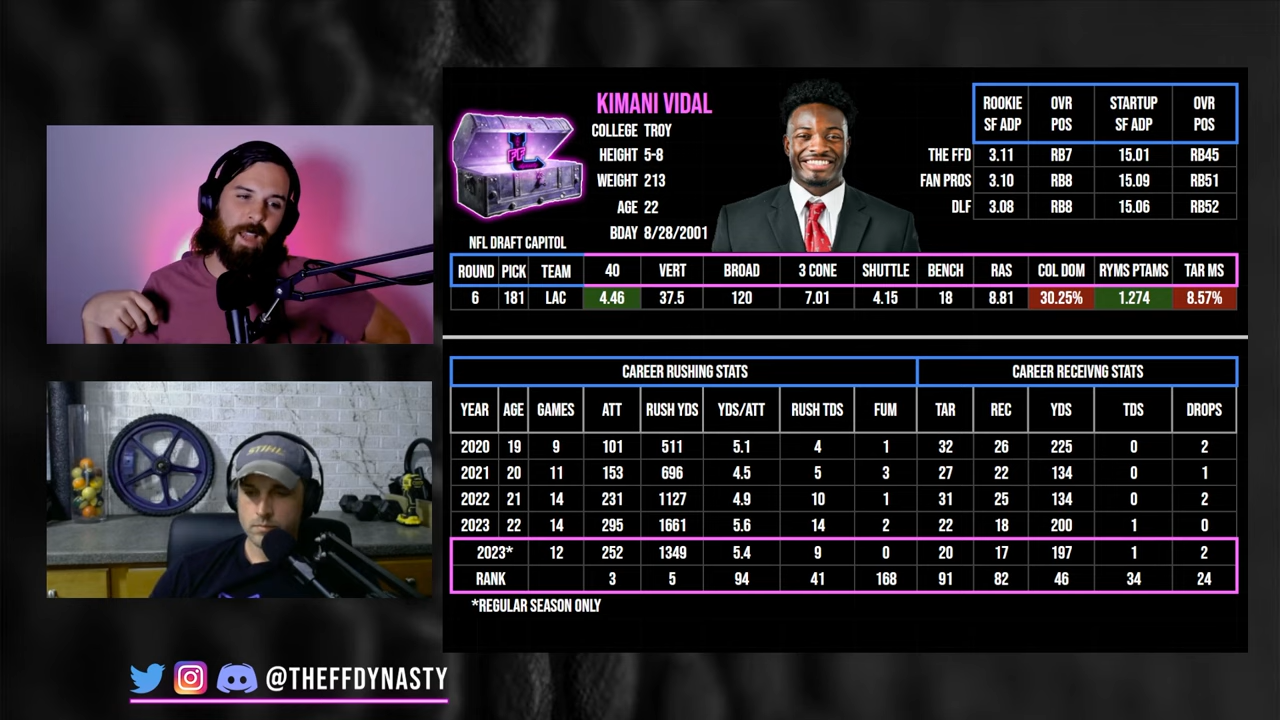 KIMANI VIDAL
COLLEGE TROY
HEIGHT 5-8
WEIGHT 213
AGE 22
BDAY 8/28/2001
FF
ROOKIE SF ADP OVR POS STARTUP SF ADP OVR POS
THE FFD 3.11 RB7 15.01 RB45
FAN PROS 3.10 RB8 15.09 RB51
DLF 3.08 RB8 15.06 RB52
NFL DRAFT CAPITOL
ROUND PICK TEAM 40 VERT BROAD 3 CONE SHUTTLE BENCH RAS COL DOM RYMS PTAMS TAR MS
6 181 LAC 4.46 37.5 120 7.01 4.15 18 8.81 30.25% 1.274 8.57%
CAREER RUSHING STATS CAREER RECEIVNG STATS
YEAR AGE GAMES ATT RUSH YDS YDS/ATT RUSH TDS FUM TAR REC YDS TDS DROPS
2020 19 9 101 511 5.1 4 1 32 26 225 0 2
2021 20 11 153 696 4.5 5 3 27 22 134 0 1
2022 21 14 231 1127 4.9 10 1 31 25 134 0 2
2023 22 14 295 1661 5.6 14 2 22 18 200 1 0
2023* 12 252 1349 5.4 9 0 20 17 197 1 2
RANK 3 5 94 41 168 91 82 46 34 24
*REGULAR SEASON ONLY
STIHL
@THEFFDYNASTY